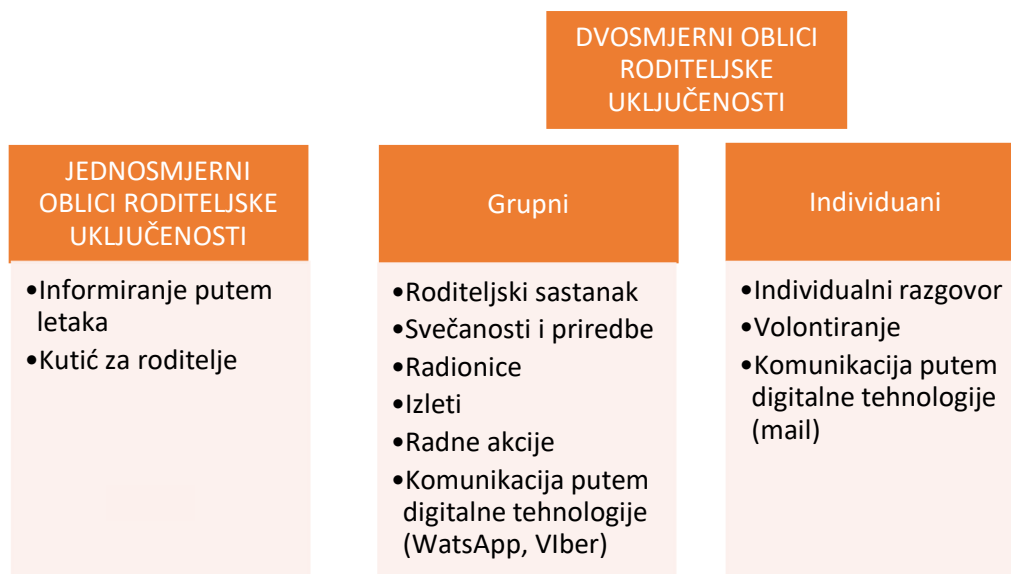 DVOSMJERNI OBLICI
RODITELJSKE
UKLJUČENOSTI
JEDNOSMJERNI
OBLICI RODITELJSKE
UKLJUČENOSTI
•Informiranje putem
letaka
•Kutić za roditelje
Grupni
•Roditeljski sastanak
•Svečanosti i priredbe
•Radionice
•Izleti
•Radne akcije
•Komunikacija putem
digitalne tehnologije
(WatsApp, VIber)
Individuani
•Individualni razgovor
•Volontiranje
•Komunikacija putem
digitalne tehnologije
(mail)